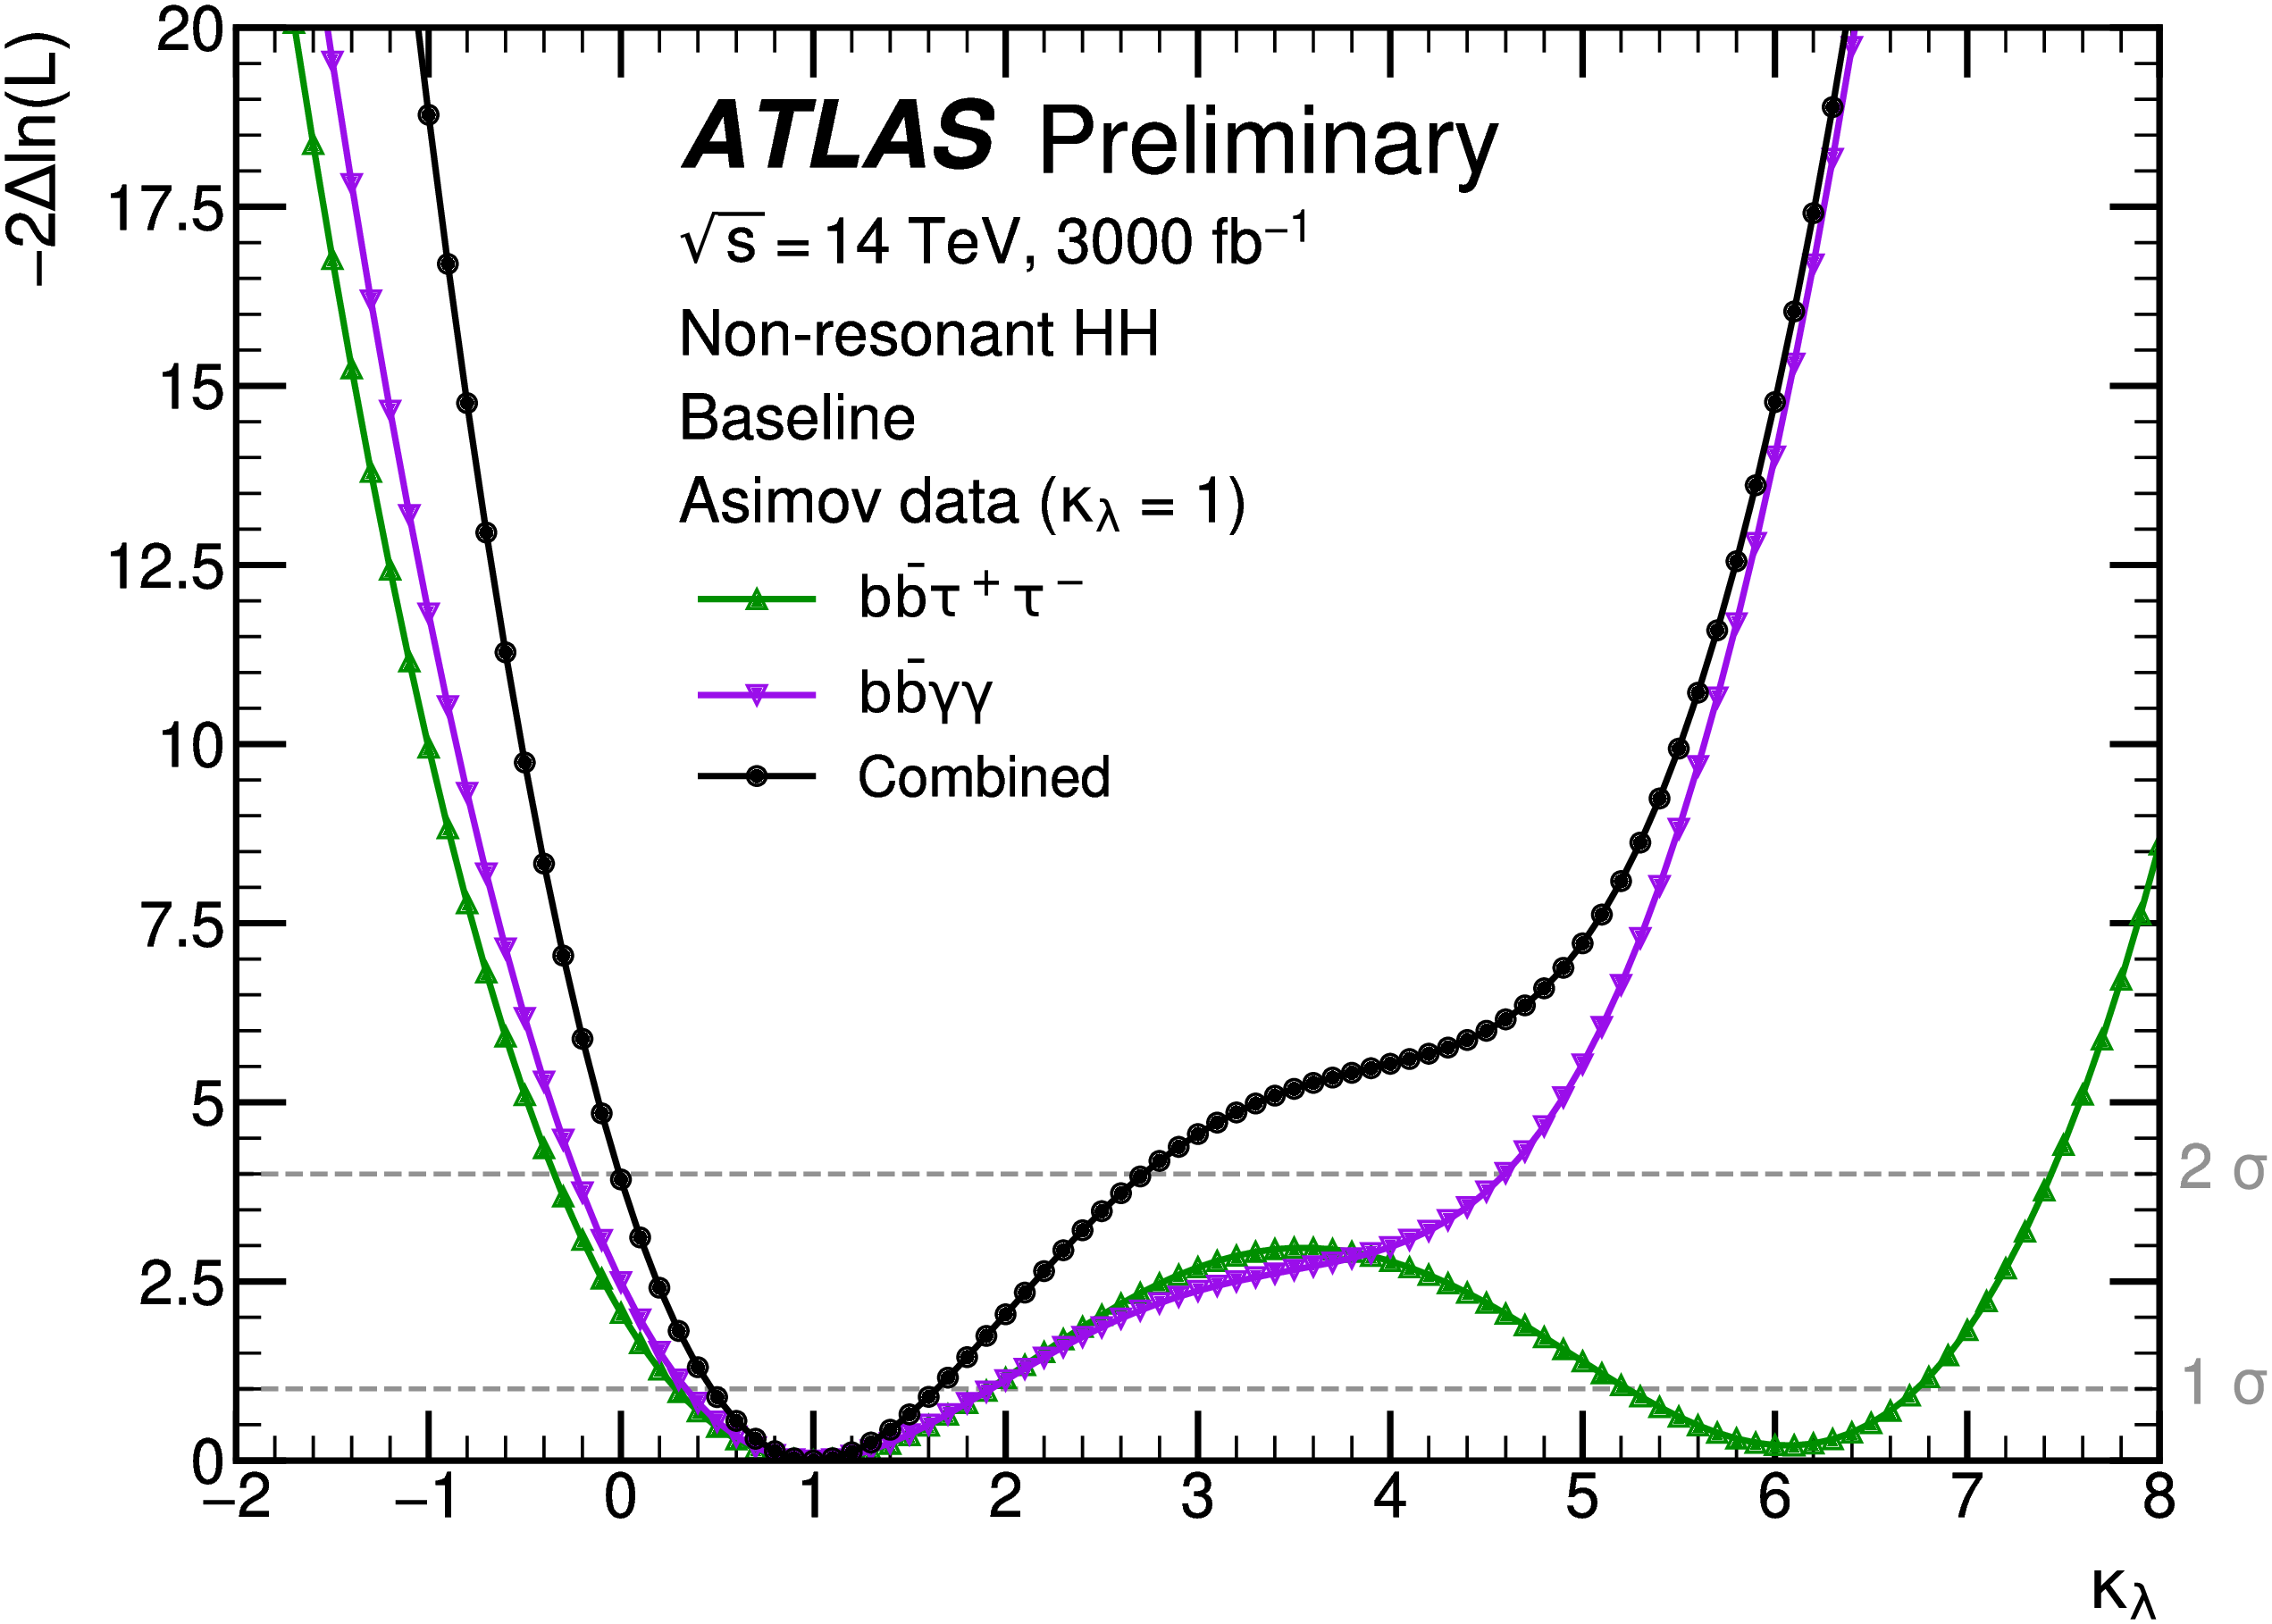 −2Δln(L)
20
17.5
15
12.5
10
7.5
5
2.5
0
ATLAS Preliminary
√s = 14 TeV, 3000 fb⁻¹
Non-resonant HH
Baseline
Asimov data (κλ = 1)
bb̄τ⁺τ⁻
bb̄γγ
Combined
2 σ
1 σ
−2 −1 0 1 2 3 4 5 6 7 8
κλ